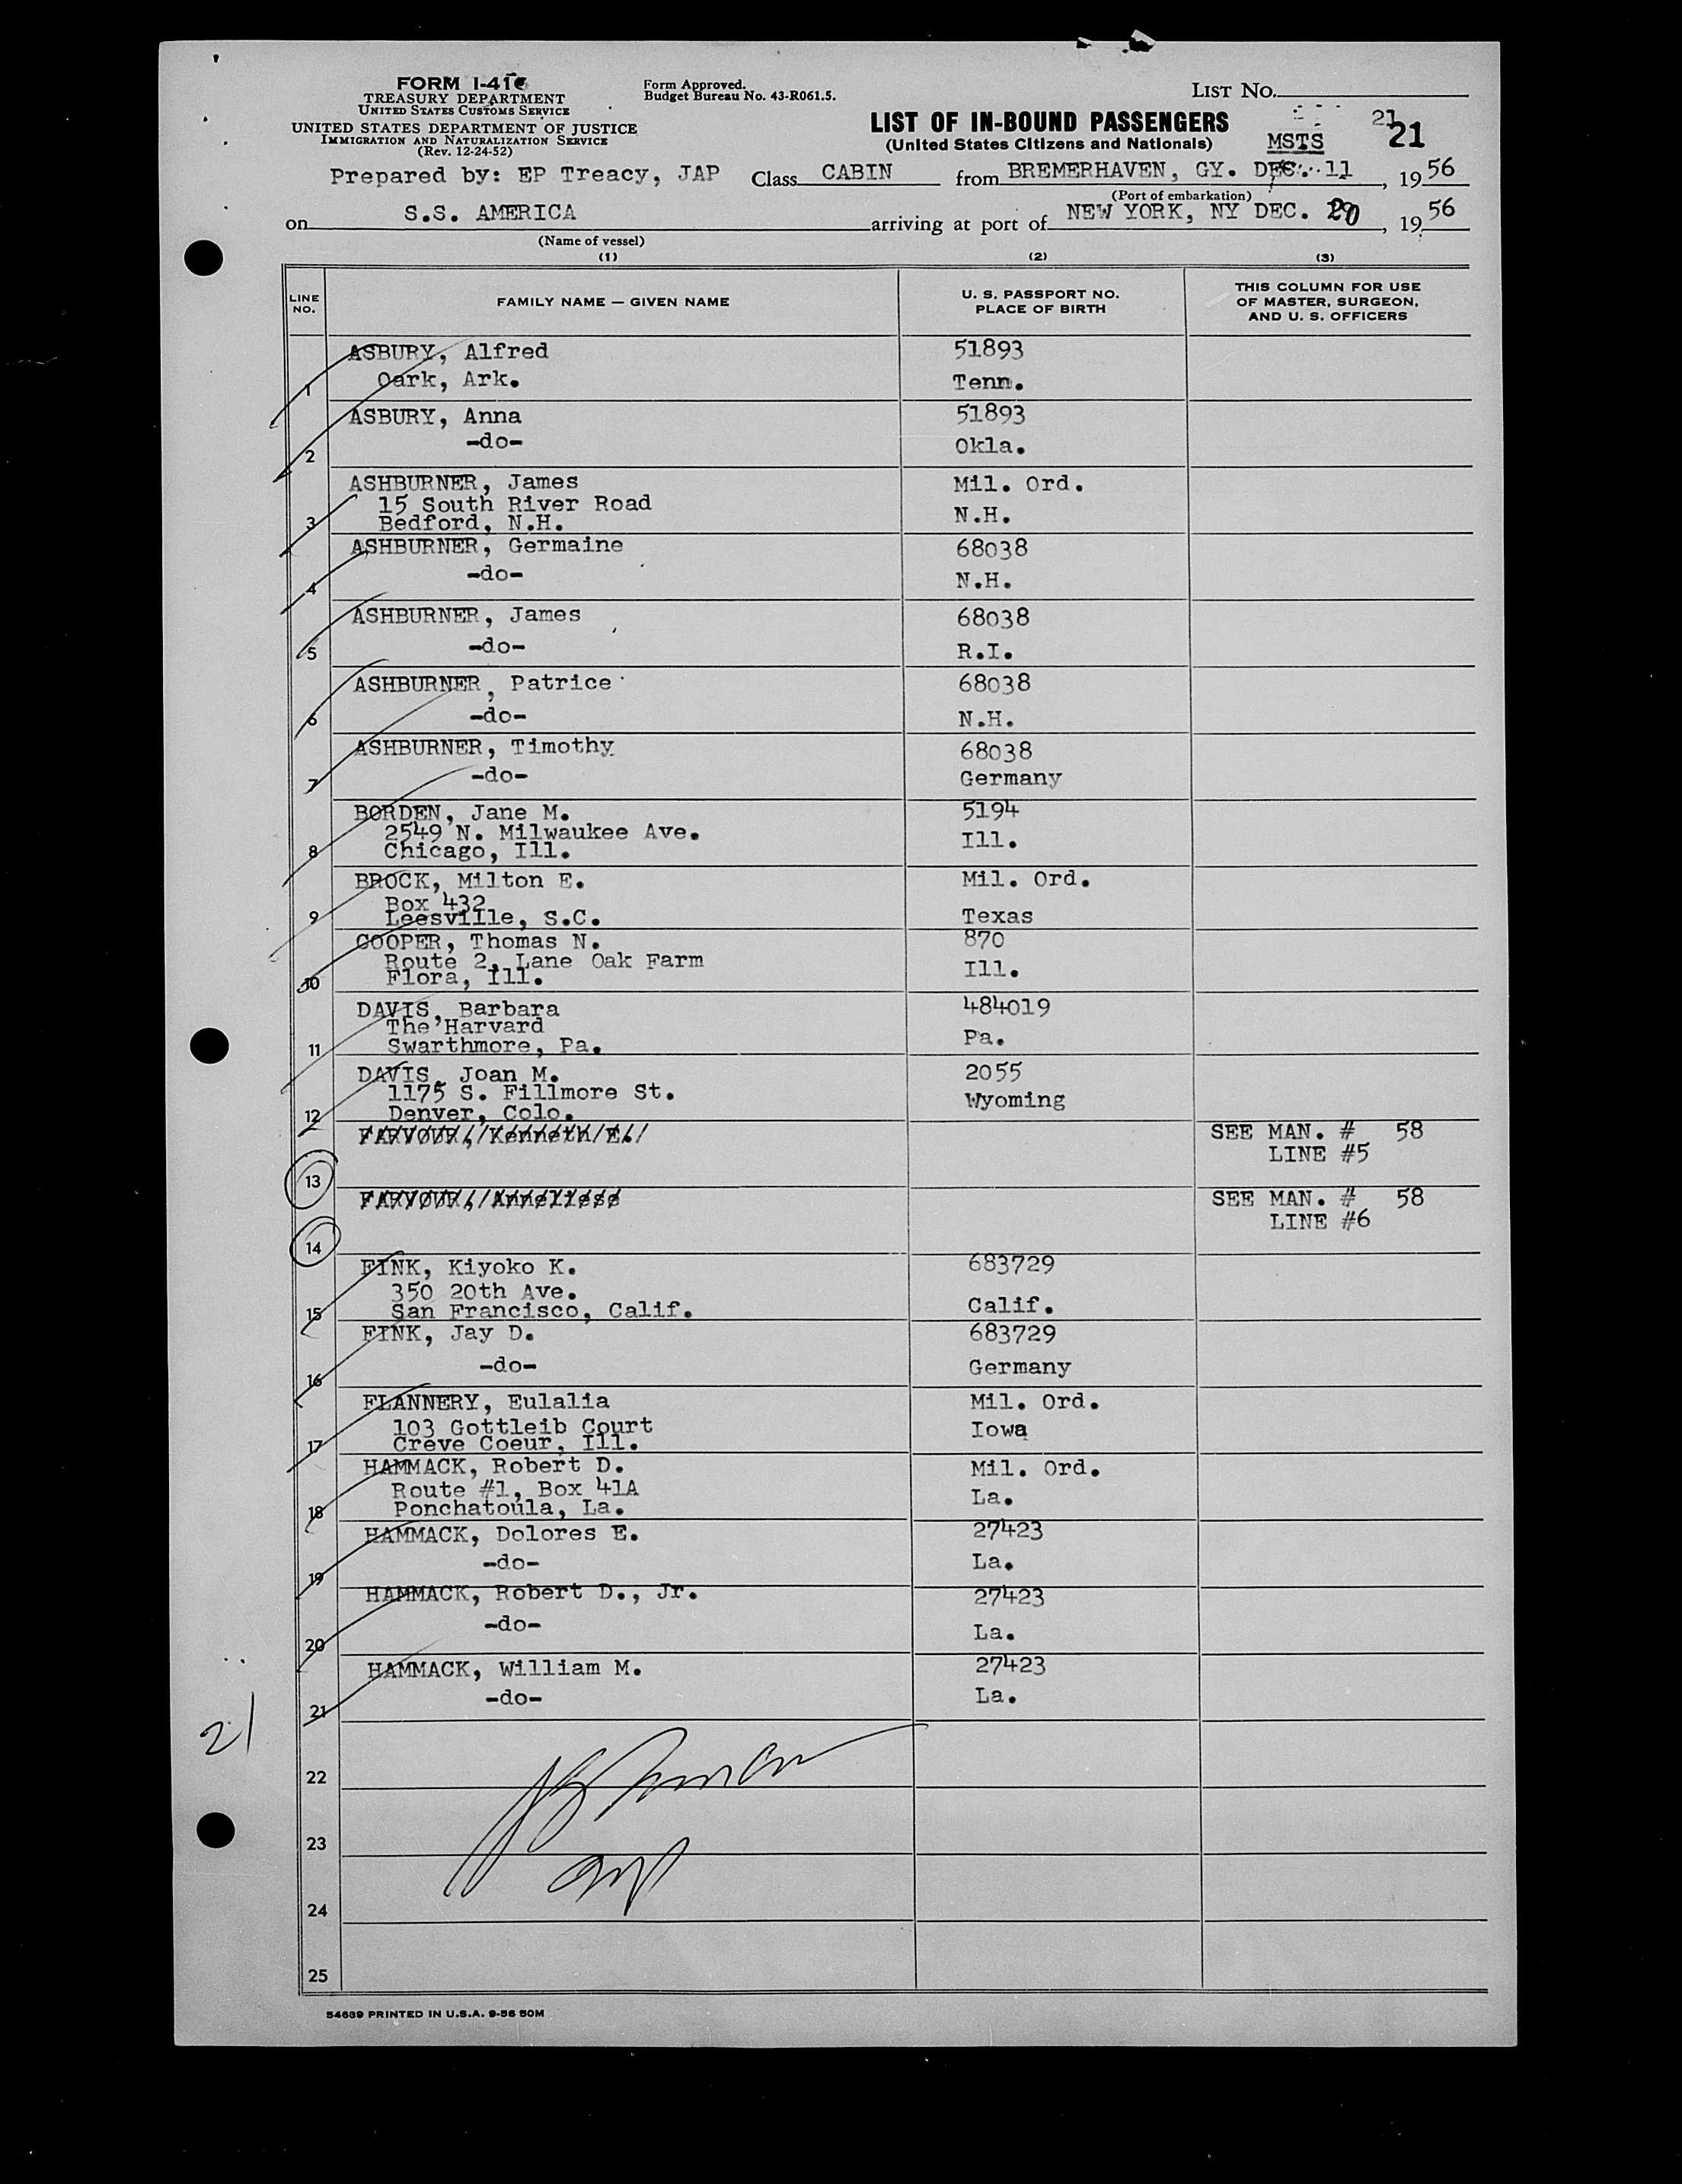 FORM I-416
TREASURY DEPARTMENT
UNITED STATES CUSTOMS SERVICE
UNITED STATES DEPARTMENT OF JUSTICE
IMMIGRATION AND NATURALIZATION SERVICE
(Rev. 12-24-52)
Form Approved.
Budget Bureau No. 43-R061.5.
LIST NO.
LIST OF IN-BOUND PASSENGERS
(United States Citizens and Nationals)
MSTS
21
21
Prepared by: EP Treacy, JAP Class CABIN from BREMERHAVEN, GY. DEC. 11, 1956
(Port of embarkation)
on S.S. AMERICA arriving at port of NEW YORK, NY DEC. 20, 1956
(Name of vessel)
(1) (2) (3)
LINE NO.
FAMILY NAME — GIVEN NAME
U. S. PASSPORT NO.
PLACE OF BIRTH
THIS COLUMN FOR USE
OF MASTER, SURGEON,
AND U. S. OFFICERS
ASBURY, Alfred 51893
1 Oark, Ark. Tenn.
ASBURY, Anna 51893
2 -do- Okla.
ASHBURNER, James Mil. Ord.
15 South River Road
3 Bedford, N.H. N.H.
ASHBURNER, Germaine 68038
4 -do- N.H.
ASHBURNER, James 68038
5 -do- R.I.
ASHBURNER, Patrice 68038
6 -do- N.H.
ASHBURNER, Timothy 68038
7 -do- Germany
BORDEN, Jane M. 5194
2549 N. Milwaukee Ave.
8 Chicago, Ill. Ill.
BROCK, Milton E. Mil. Ord.
Box 432
9 Leesville, S.C. Texas
COOPER, Thomas N. 870
Route 2, Lane Oak Farm
10 Flora, Ill. Ill.
DAVIS, Barbara 484019
The Harvard
11 Swarthmore, Pa. Pa.
DAVIS, Joan M. 2055
1175 S. Fillmore St.
12 Denver, Colo. Wyoming
FARVOUR, Kenneth E. SEE MAN. # 58
13 LINE #5
FARVOUR, Anneliese SEE MAN. # 58
14 LINE #6
FINK, Kiyoko K. 683729
350 20th Ave.
15 San Francisco, Calif. Calif.
FINK, Jay D. 683729
16 -do- Germany
FLANNERY, Eulalia Mil. Ord.
103 Gottleib Court
17 Creve Coeur, Ill. Iowa
HAMMACK, Robert D. Mil. Ord.
Route #1, Box 41A
18 Ponchatoula, La. La.
HAMMACK, Dolores E. 27423
19 -do- La.
HAMMACK, Robert D., Jr. 27423
20 -do- La.
HAMMACK, William M. 27423
21 -do- La.
21
22
23
24
25
54639 PRINTED IN U.S.A. 9-56 50M